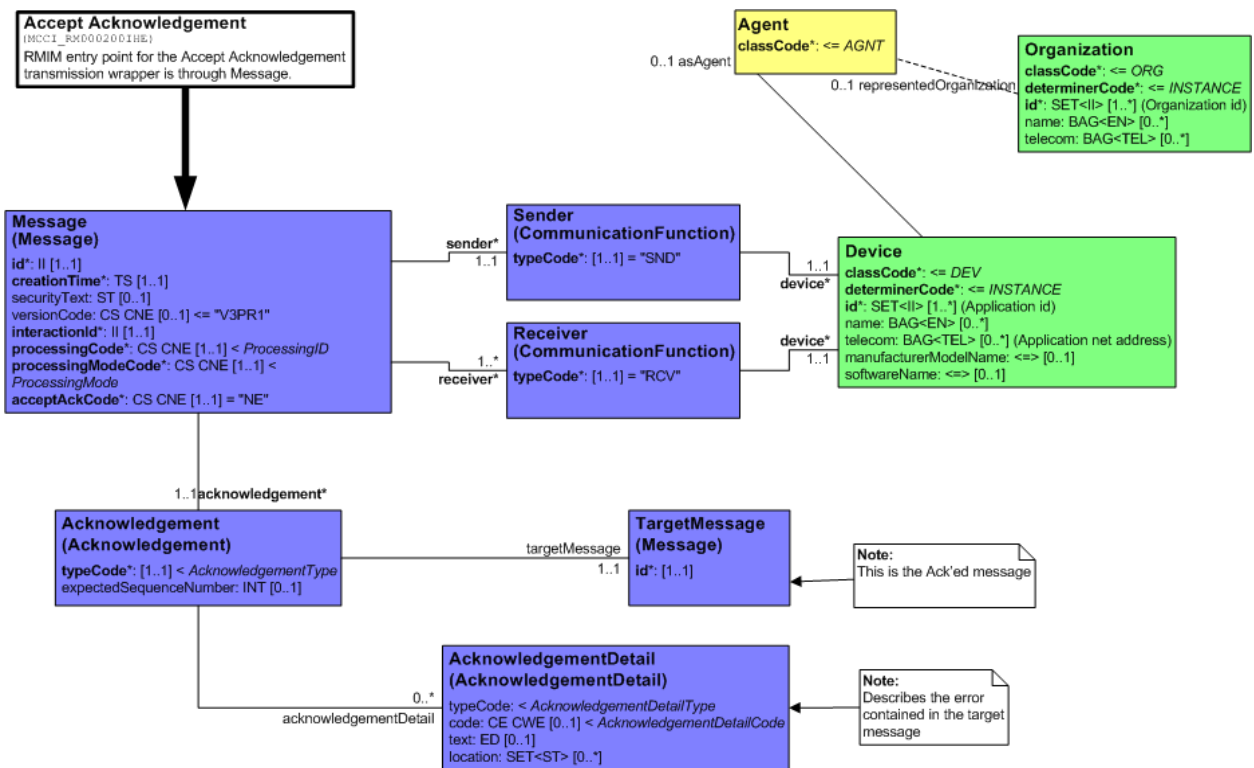 Accept Acknowledgement
(MCCI_RM000200IHE)
RMIM entry point for the Accept Acknowledgement
transmission wrapper is through Message.
Agent
classCode*: <= AGNT
0..1 asAgent
0..1 representedOrganization
Organization
classCode*: <= ORG
determinerCode*: <= INSTANCE
id*: SET<II> [1..*] (Organization id)
name: BAG<EN> [0..*]
telecom: BAG<TEL> [0..*]
Message
(Message)
id*: II [1..1]
creationTime*: TS [1..1]
securityText: ST [0..1]
versionCode: CS CNE [0..1] <= "V3PR1"
interactionId*: II [1..1]
processingCode*: CS CNE [1..1] < ProcessingID
processingModeCode*: CS CNE [1..1] <
ProcessingMode
acceptAckCode*: CS CNE [1..1] = "NE"
sender*
1..1
Sender
(CommunicationFunction)
typeCode*: [1..1] = "SND"
1..1
device*
1..*
receiver*
Receiver
(CommunicationFunction)
typeCode*: [1..1] = "RCV"
device*
1..1
Device
classCode*: <= DEV
determinerCode*: <= INSTANCE
id*: SET<II> [1..*] (Application id)
name: BAG<EN> [0..*]
telecom: BAG<TEL> [0..*] (Application net address)
manufacturerModelName: <=> [0..1]
softwareName: <=> [0..1]
1..1 acknowledgement*
Acknowledgement
(Acknowledgement)
typeCode*: [1..1] < AcknowledgementType
expectedSequenceNumber: INT [0..1]
targetMessage
1..1
TargetMessage
(Message)
id*: [1..1]
Note:
This is the Ack'ed message
0..*
acknowledgementDetail
AcknowledgementDetail
(AcknowledgementDetail)
typeCode: < AcknowledgementDetailType
code: CE CWE [0..1] < AcknowledgementDetailCode
text: ED [0..1]
location: SET<ST> [0..*]
Note:
Describes the error
contained in the target
message